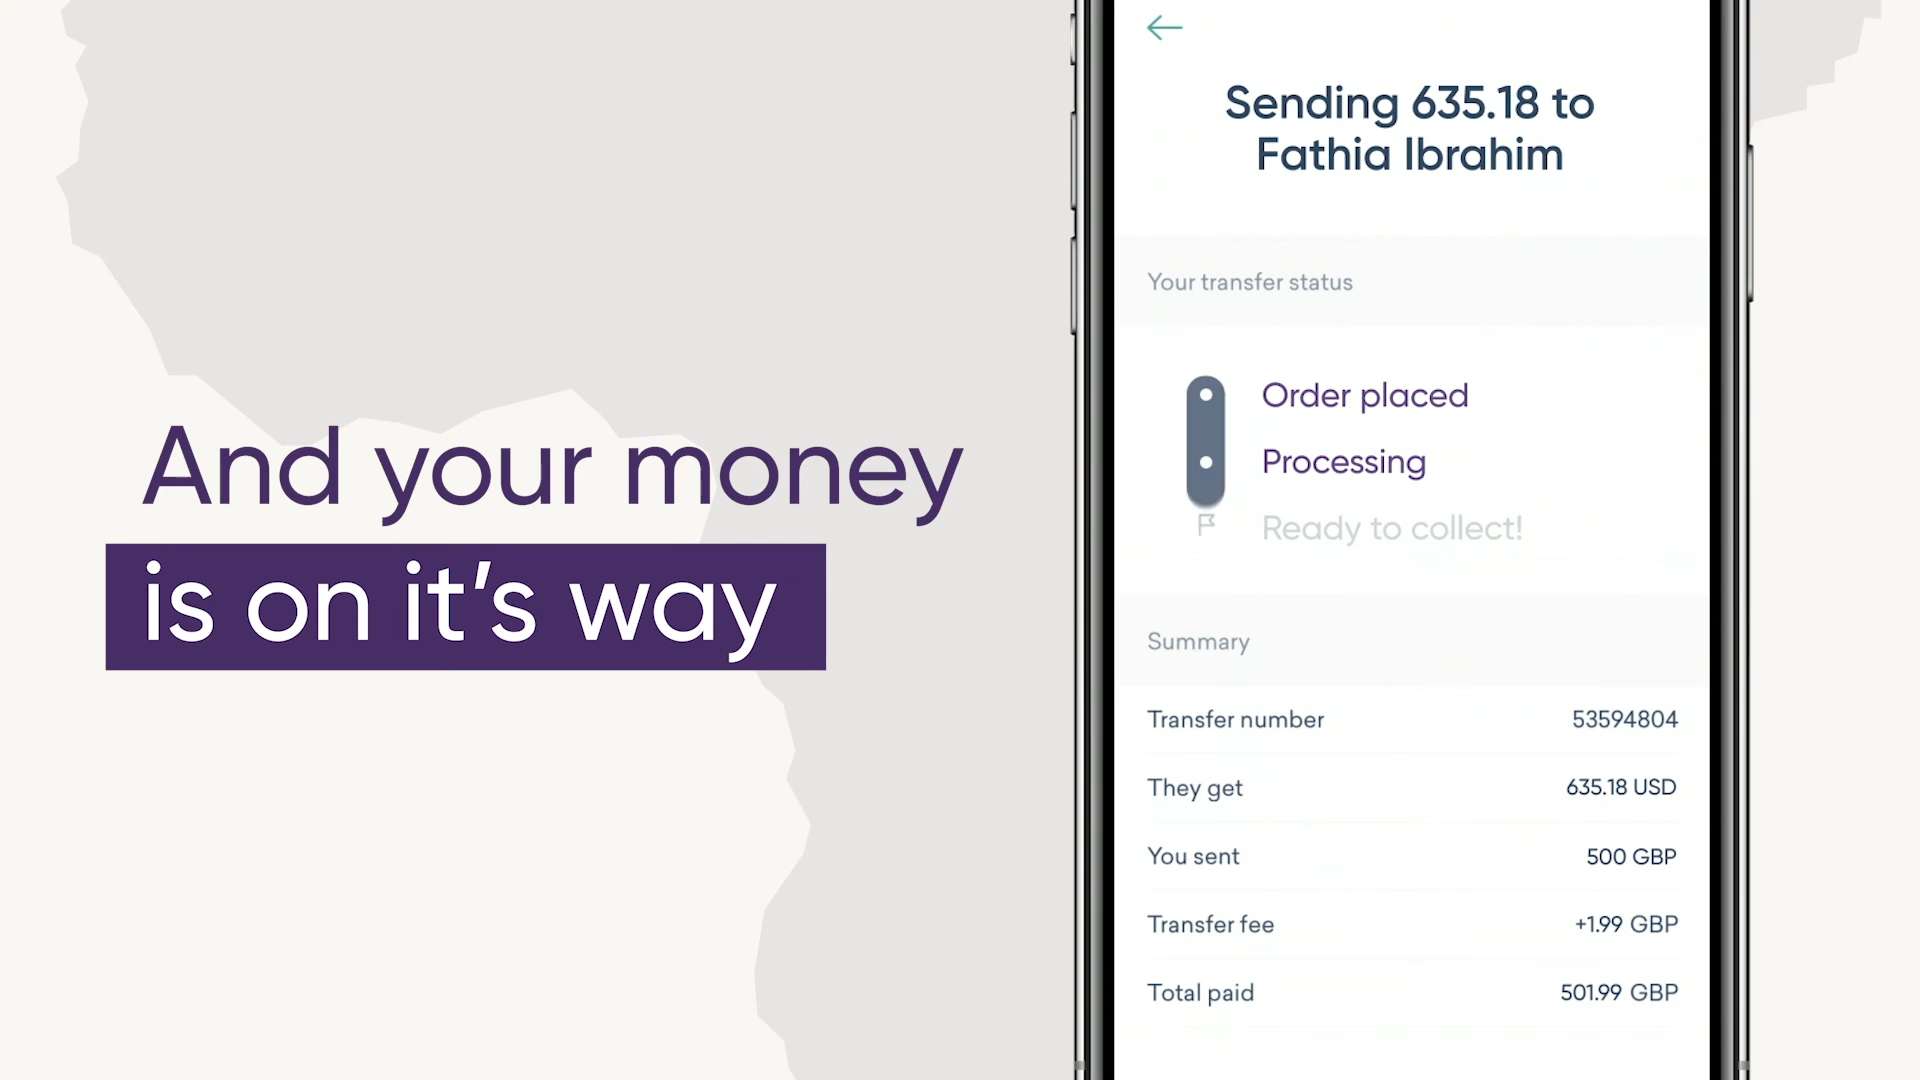 And your money
is on it's way
Sending 635.18 to
Fathia Ibrahim
Your transfer status
Order placed
Processing
Ready to collect!
Summary
Transfer number 53594804
They get 635.18 USD
You sent 500 GBP
Transfer fee +1.99 GBP
Total paid 501.99 GBP